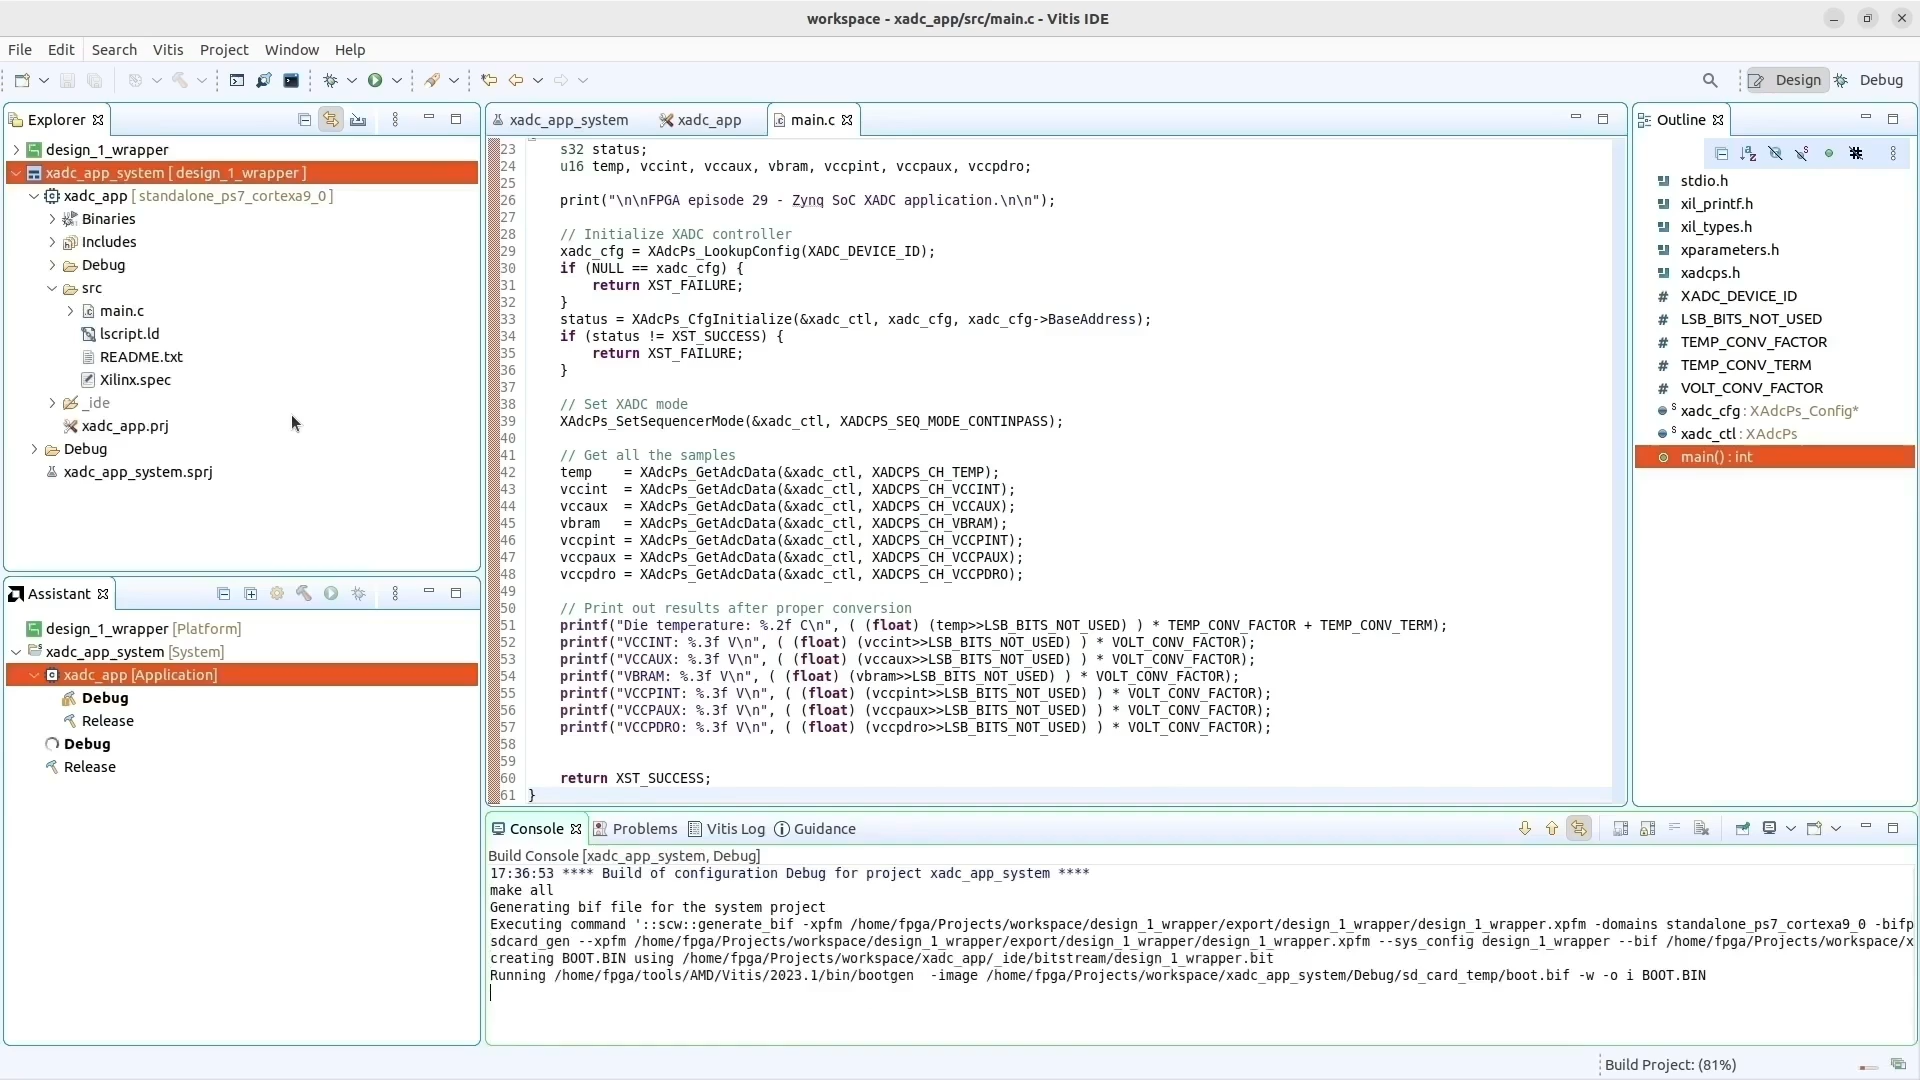 workspace - xadc_app/src/main.c - Vitis IDE
File Edit Search Vitis Project Window Help
Design Debug
Explorer
design_1_wrapper
xadc_app_system [ design_1_wrapper ]
xadc_app [ standalone_ps7_cortexa9_0 ]
Binaries
Includes
Debug
src
main.c
lscript.ld
README.txt
Xilinx.spec
_ide
xadc_app.prj
Debug
xadc_app_system.sprj
Assistant
design_1_wrapper [Platform]
xadc_app_system [System]
xadc_app [Application]
Debug
Release
Debug
Release
xadc_app_system xadc_app main.c
23 s32 status;
24 u16 temp, vccint, vccaux, vbram, vccpint, vccpaux, vccpdro;
25
26 print("\n\nFPGA episode 29 - Zynq SoC XADC application.\n\n");
27
28 // Initialize XADC controller
29 xadc_cfg = XAdcPs_LookupConfig(XADC_DEVICE_ID);
30 if (NULL == xadc_cfg) {
31 return XST_FAILURE;
32 }
33 status = XAdcPs_CfgInitialize(&xadc_ctl, xadc_cfg, xadc_cfg->BaseAddress);
34 if (status != XST_SUCCESS) {
35 return XST_FAILURE;
36 }
37
38 // Set XADC mode
39 XAdcPs_SetSequencerMode(&xadc_ctl, XADCPS_SEQ_MODE_CONTINPASS);
40
41 // Get all the samples
42 temp = XAdcPs_GetAdcData(&xadc_ctl, XADCPS_CH_TEMP);
43 vccint = XAdcPs_GetAdcData(&xadc_ctl, XADCPS_CH_VCCINT);
44 vccaux = XAdcPs_GetAdcData(&xadc_ctl, XADCPS_CH_VCCAUX);
45 vbram = XAdcPs_GetAdcData(&xadc_ctl, XADCPS_CH_VBRAM);
46 vccpint = XAdcPs_GetAdcData(&xadc_ctl, XADCPS_CH_VCCPINT);
47 vccpaux = XAdcPs_GetAdcData(&xadc_ctl, XADCPS_CH_VCCPAUX);
48 vccpdro = XAdcPs_GetAdcData(&xadc_ctl, XADCPS_CH_VCCPDRO);
49
50 // Print out results after proper conversion
51 printf("Die temperature: %.2f C\n", ( (float) (temp>>LSB_BITS_NOT_USED) ) * TEMP_CONV_FACTOR + TEMP_CONV_TERM);
52 printf("VCCINT: %.3f V\n", ( (float) (vccint>>LSB_BITS_NOT_USED) ) * VOLT_CONV_FACTOR);
53 printf("VCCAUX: %.3f V\n", ( (float) (vccaux>>LSB_BITS_NOT_USED) ) * VOLT_CONV_FACTOR);
54 printf("VBRAM: %.3f V\n", ( (float) (vbram>>LSB_BITS_NOT_USED) ) * VOLT_CONV_FACTOR);
55 printf("VCCPINT: %.3f V\n", ( (float) (vccpint>>LSB_BITS_NOT_USED) ) * VOLT_CONV_FACTOR);
56 printf("VCCPAUX: %.3f V\n", ( (float) (vccpaux>>LSB_BITS_NOT_USED) ) * VOLT_CONV_FACTOR);
57 printf("VCCPDRO: %.3f V\n", ( (float) (vccpdro>>LSB_BITS_NOT_USED) ) * VOLT_CONV_FACTOR);
58
59
60 return XST_SUCCESS;
61 }
Outline
stdio.h
xil_printf.h
xil_types.h
xparameters.h
xadcps.h
# XADC_DEVICE_ID
# LSB_BITS_NOT_USED
# TEMP_CONV_FACTOR
# TEMP_CONV_TERM
# VOLT_CONV_FACTOR
xadc_cfg : XAdcPs_Config*
xadc_ctl : XAdcPs
main() : int
Console Problems Vitis Log Guidance
Build Console [xadc_app_system, Debug]
17:36:53 **** Build of configuration Debug for project xadc_app_system ****
make all
Generating bif file for the system project
Executing command '::scw::generate_bif -xpfm /home/fpga/Projects/workspace/design_1_wrapper/export/design_1_wrapper/design_1_wrapper.xpfm -domains standalone_ps7_cortexa9_0 -bifp
sdcard_gen --xpfm /home/fpga/Projects/workspace/design_1_wrapper/export/design_1_wrapper/design_1_wrapper.xpfm --sys_config design_1_wrapper --bif /home/fpga/Projects/workspace/x
creating BOOT.BIN using /home/fpga/Projects/workspace/xadc_app/_ide/bitstream/design_1_wrapper.bit
Running /home/fpga/tools/AMD/Vitis/2023.1/bin/bootgen -image /home/fpga/Projects/workspace/xadc_app_system/Debug/sd_card_temp/boot.bif -w -o i BOOT.BIN
Build Project: (81%)